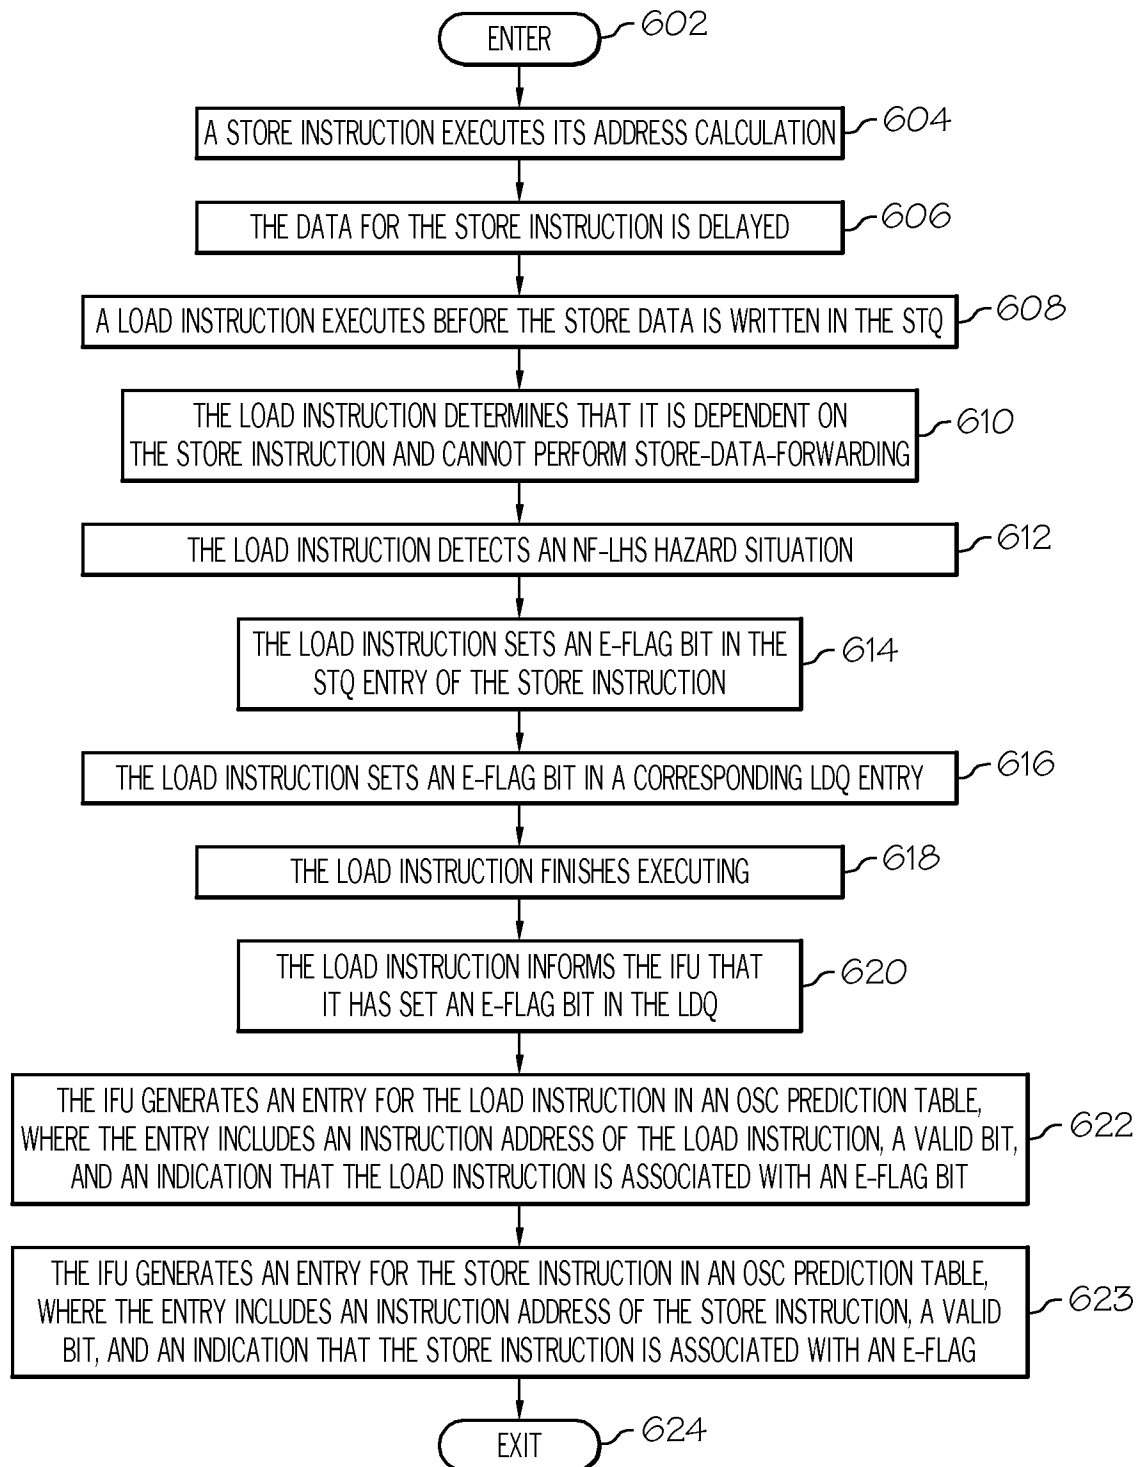 ENTER
602
A STORE INSTRUCTION EXECUTES ITS ADDRESS CALCULATION
604
THE DATA FOR THE STORE INSTRUCTION IS DELAYED
606
A LOAD INSTRUCTION EXECUTES BEFORE THE STORE DATA IS WRITTEN IN THE STQ
608
THE LOAD INSTRUCTION DETERMINES THAT IT IS DEPENDENT ON
THE STORE INSTRUCTION AND CANNOT PERFORM STORE-DATA-FORWARDING
610
THE LOAD INSTRUCTION DETECTS AN NF-LHS HAZARD SITUATION
612
THE LOAD INSTRUCTION SETS AN E-FLAG BIT IN THE
STQ ENTRY OF THE STORE INSTRUCTION
614
THE LOAD INSTRUCTION SETS AN E-FLAG BIT IN A CORRESPONDING LDQ ENTRY
616
THE LOAD INSTRUCTION FINISHES EXECUTING
618
THE LOAD INSTRUCTION INFORMS THE IFU THAT
IT HAS SET AN E-FLAG BIT IN THE LDQ
620
THE IFU GENERATES AN ENTRY FOR THE LOAD INSTRUCTION IN AN OSC PREDICTION TABLE,
WHERE THE ENTRY INCLUDES AN INSTRUCTION ADDRESS OF THE LOAD INSTRUCTION, A VALID BIT,
AND AN INDICATION THAT THE LOAD INSTRUCTION IS ASSOCIATED WITH AN E-FLAG BIT
622
THE IFU GENERATES AN ENTRY FOR THE STORE INSTRUCTION IN AN OSC PREDICTION TABLE,
WHERE THE ENTRY INCLUDES AN INSTRUCTION ADDRESS OF THE STORE INSTRUCTION, A VALID
BIT, AND AN INDICATION THAT THE STORE INSTRUCTION IS ASSOCIATED WITH AN E-FLAG
623
EXIT
624